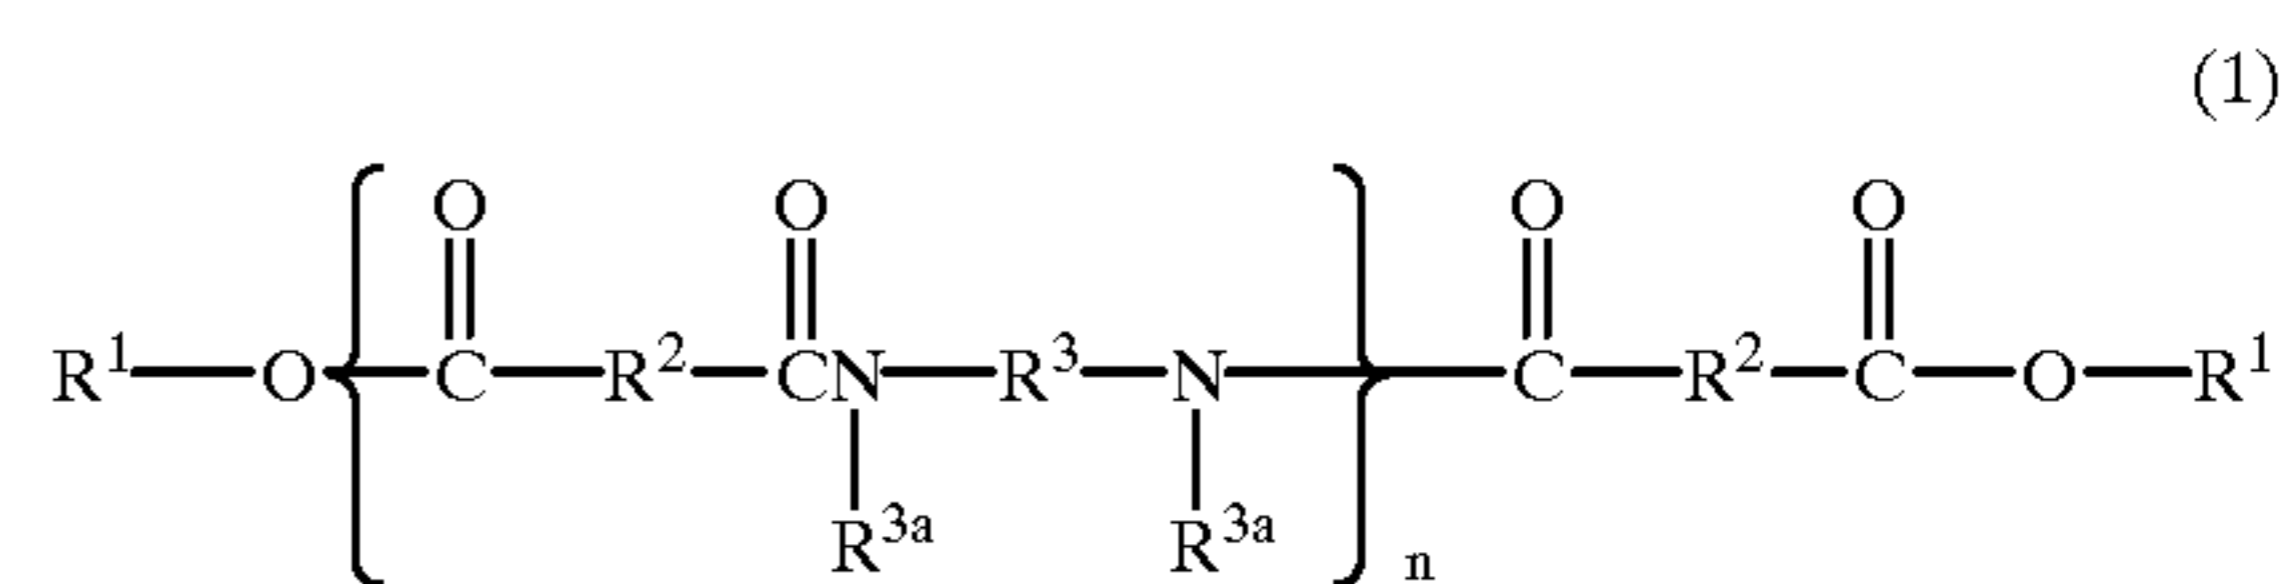 (1)
O O O O
R¹—O—{—C—R²—CN—R³—N—}—C—R²—C—O—R¹
R³ᵃ R³ᵃ n